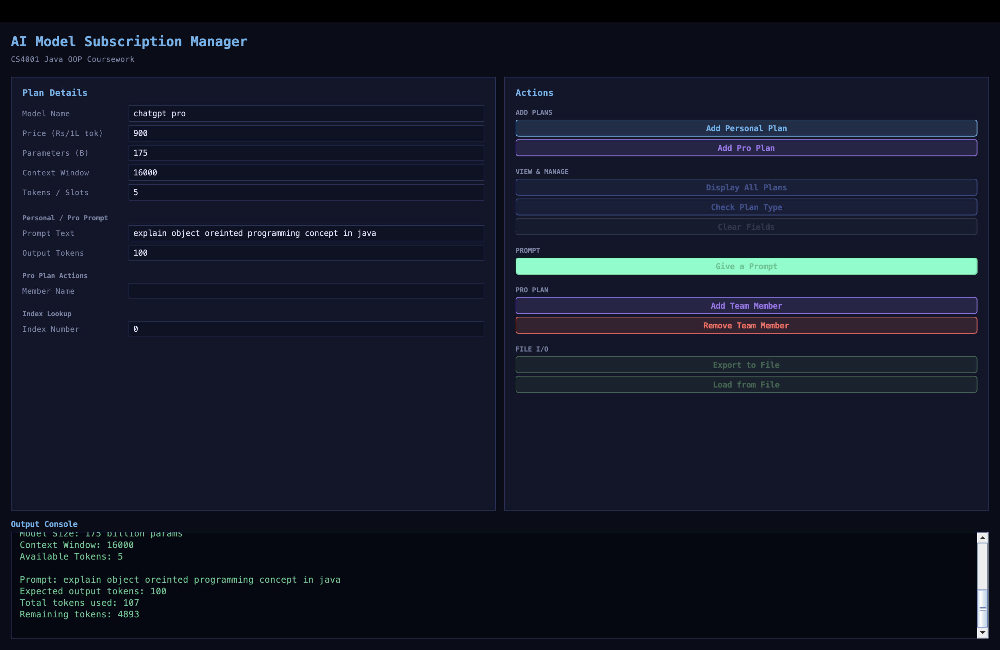 AI Model Subscription Manager
CS4001 Java OOP Coursework
Plan Details
Model Name
chatgpt pro
Price (Rs/1L tok)
900
Parameters (B)
175
Context Window
16000
Tokens / Slots
5
Personal / Pro Prompt
Prompt Text
explain object oreinted programming concept in java
Output Tokens
100
Pro Plan Actions
Member Name
Index Lookup
Index Number
0
Actions
ADD PLANS
Add Personal Plan
Add Pro Plan
VIEW & MANAGE
Display All Plans
Check Plan Type
Clear Fields
PROMPT
Give a Prompt
PRO PLAN
Add Team Member
Remove Team Member
FILE I/O
Export to File
Load from File
Output Console
Model Size: 175 billion params
Context Window: 16000
Available Tokens: 5
Prompt: explain object oreinted programming concept in java
Expected output tokens: 100
Total tokens used: 107
Remaining tokens: 4893